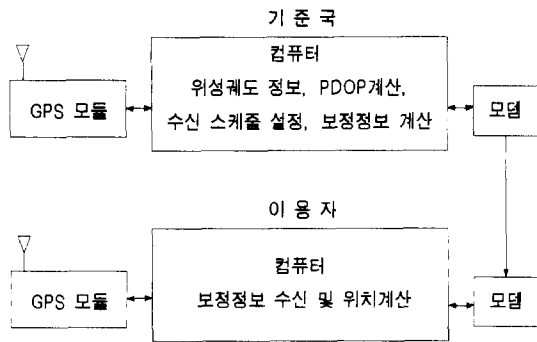 기 준 국
컴퓨터
위성궤도 정보, PDOP계산,
수신 스케줄 설정, 보정정보 계산
GPS 모듈
모뎀
이 용 자
컴퓨터
보정정보 수신 및 위치계산
GPS 모듈
모뎀